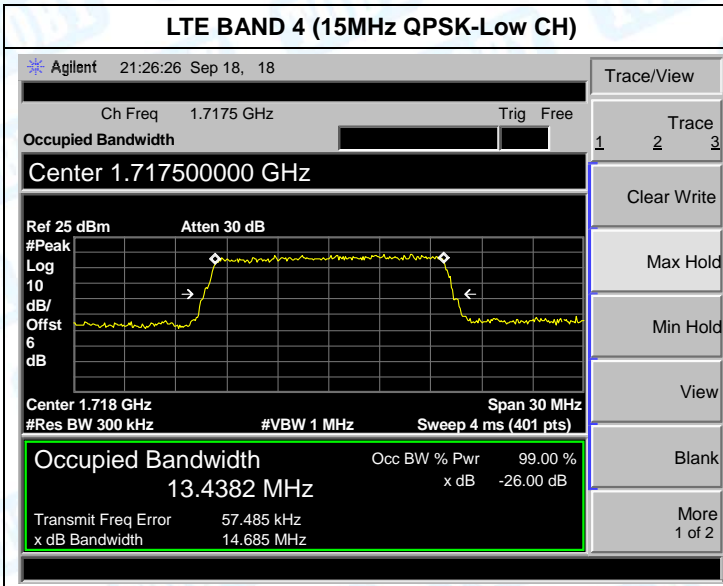 LTE BAND 4 (15MHz QPSK-Low CH)
Agilent 21:26:26 Sep 18, 18
Trace/View
Ch Freq 1.7175 GHz Trig Free
Occupied Bandwidth
Trace
1 2 3
Center 1.717500000 GHz
Clear Write
Ref 25 dBm Atten 30 dB
#Peak
Log
10
dB/
Offst
6
dB
Max Hold
Min Hold
View
Center 1.718 GHz Span 30 MHz
#Res BW 300 kHz #VBW 1 MHz Sweep 4 ms (401 pts)
Occupied Bandwidth Occ BW % Pwr 99.00 %
13.4382 MHz x dB -26.00 dB
Blank
Transmit Freq Error 57.485 kHz
x dB Bandwidth 14.685 MHz
More
1 of 2